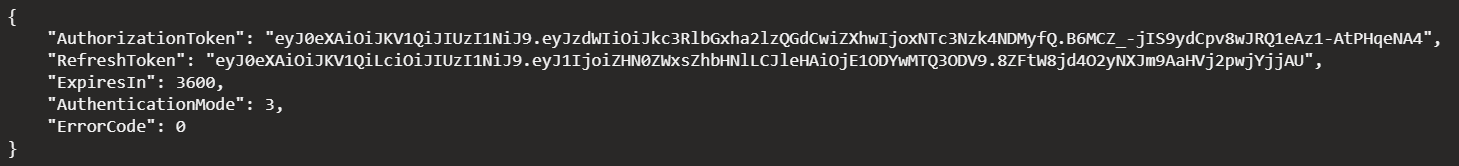 {
"AuthorizationToken": "eyJ0eXAiOiJKV1QiJIUzI1NiJ9.eyJzdWIiOiJkc3RlbGxha2lzQGdCwiZXhwIjoxNTc3Nzk4NDMyfQ.B6MCZ_-jIS9ydCpv8wJRQ1eAz1-AtPHqeNA4",
"RefreshToken": "eyJ0eXAiOiJKV1QiLciOiJIUzI1NiJ9.eyJ1IjoiZHN0ZWxsZhbHNlLCJleHAiOjE1ODYwMTQ3ODV9.8ZFtW8jd4O2yNXJm9AaHVj2pwjYjjAU",
"ExpiresIn": 3600,
"AuthenticationMode": 3,
"ErrorCode": 0
}